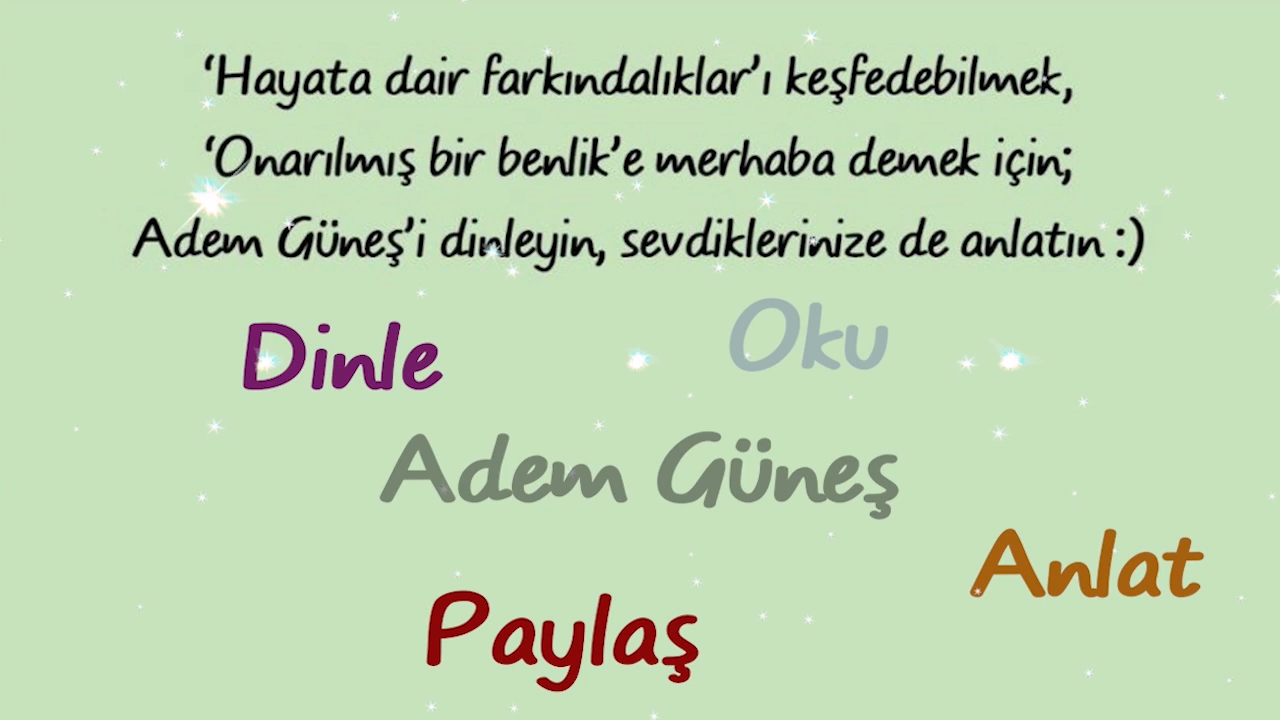 ‘Hayata dair farkındalıklar’ı keşfedebilmek,
‘Onarılmış bir benlik’e merhaba demek için;
Adem Güneş’i dinleyin, sevdiklerinize de anlatın :)
Dinle
Oku
Adem Güneş
Anlat
Paylaş